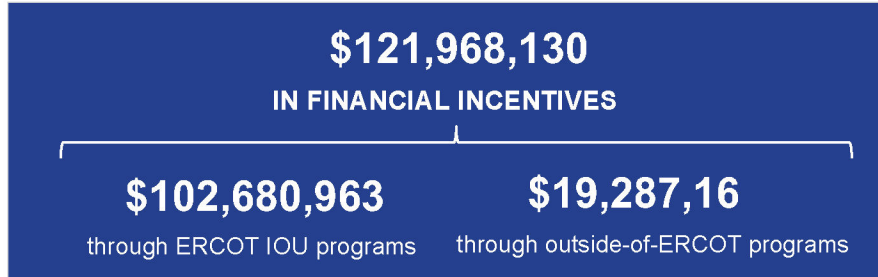 $121,968,130
IN FINANCIAL INCENTIVES
$102,680,963
$19,287,16
through ERCOT IOU programs
through outside-of-ERCOT programs